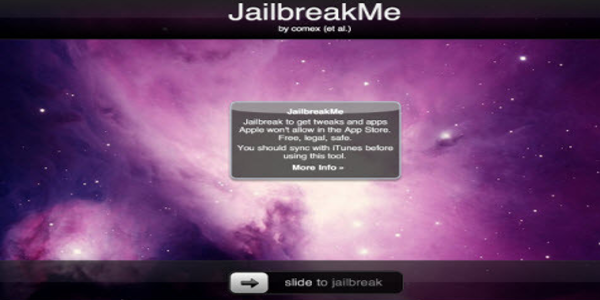 JailbreakMe
by comex (et al.)
JailbreakMe
Jailbreak to get tweaks and apps
Apple won't allow in the App Store.
Free, legal, safe.
You should sync with iTunes before
using this tool.
More Info »
slide to jailbreak